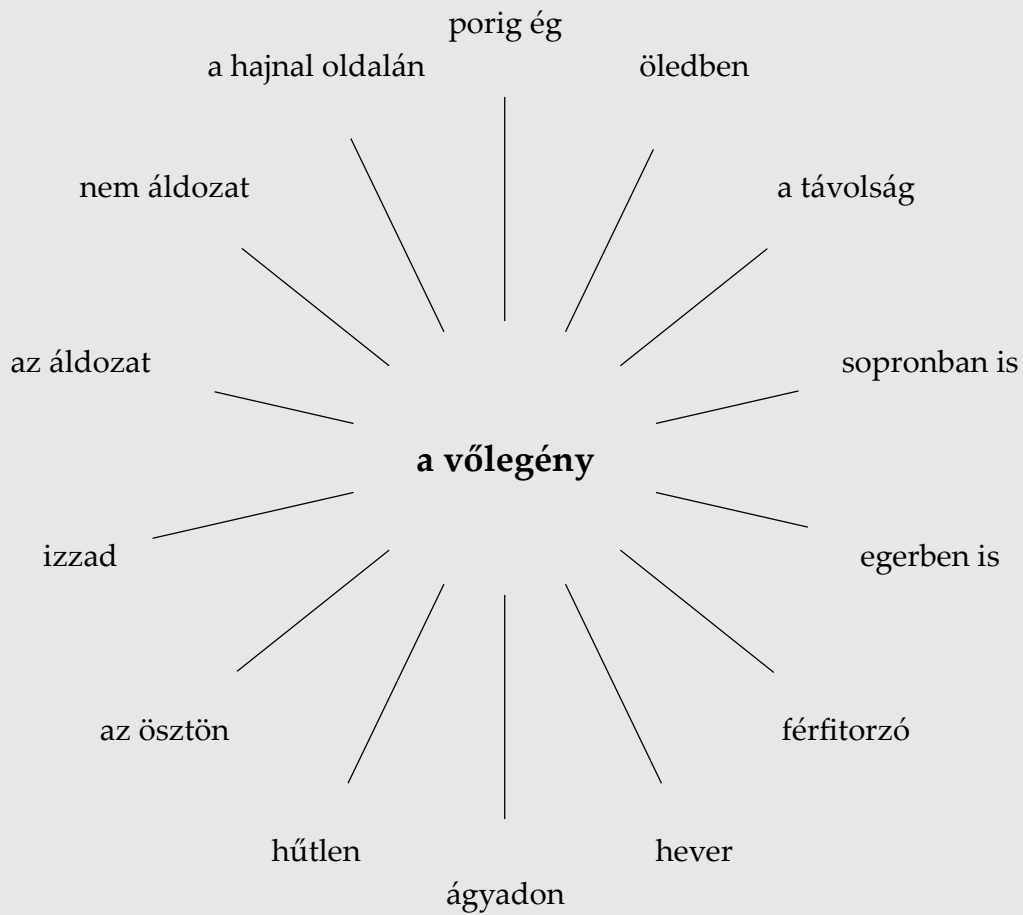 porig ég
a hajnal oldalán
öledben
nem áldozat
a távolság
az áldozat
sopronban is
a vőlegény
izzad
egerben is
az ösztön
férfitorzó
hűtlen
hever
ágyadon